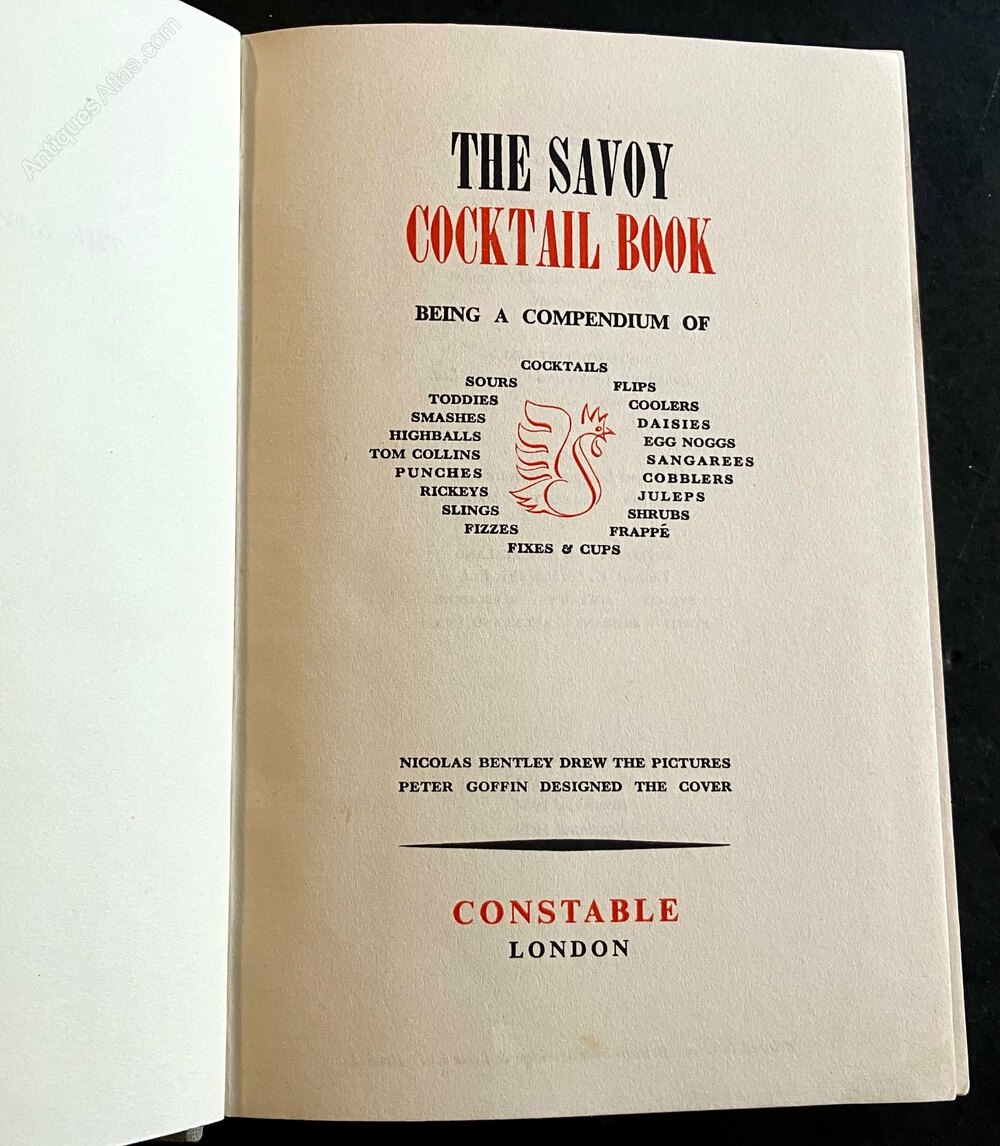 AntiquesAtlas.com
THE SAVOY
COCKTAIL BOOK
BEING A COMPENDIUM OF
COCKTAILS
SOURS FLIPS
TODDIES COOLERS
SMASHES DAISIES
HIGHBALLS EGG NOGGS
TOM COLLINS SANGAREES
PUNCHES COBBLERS
RICKEYS JULEPS
SLINGS SHRUBS
FIZZES FRAPPÉ
FIXES & CUPS
NICOLAS BENTLEY DREW THE PICTURES
PETER GOFFIN DESIGNED THE COVER
CONSTABLE
LONDON